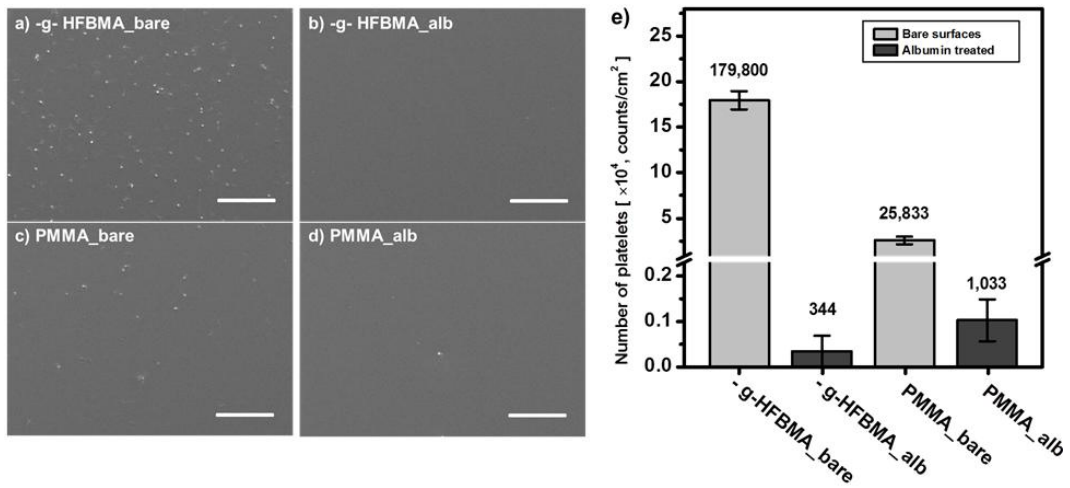 a) -g- HFBMA_bare
b) -g- HFBMA_alb
c) PMMA_bare
d) PMMA_alb
e)
Number of platelets [ ×10⁴, counts/cm² ]
25
20
15
10
5
0.2
0.1
0.0
Bare surfaces
Albumin treated
179,800
344
25,833
1,033
- g-HFBMA_bare
- g-HFBMA_alb
PMMA_bare
PMMA_alb